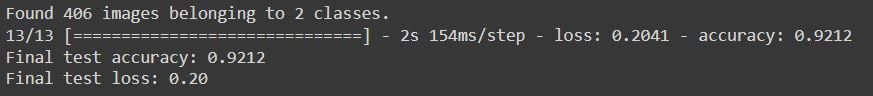 Found 406 images belonging to 2 classes.
13/13 [==============================] - 2s 154ms/step - loss: 0.2041 - accuracy: 0.9212
Final test accuracy: 0.9212
Final test loss: 0.20